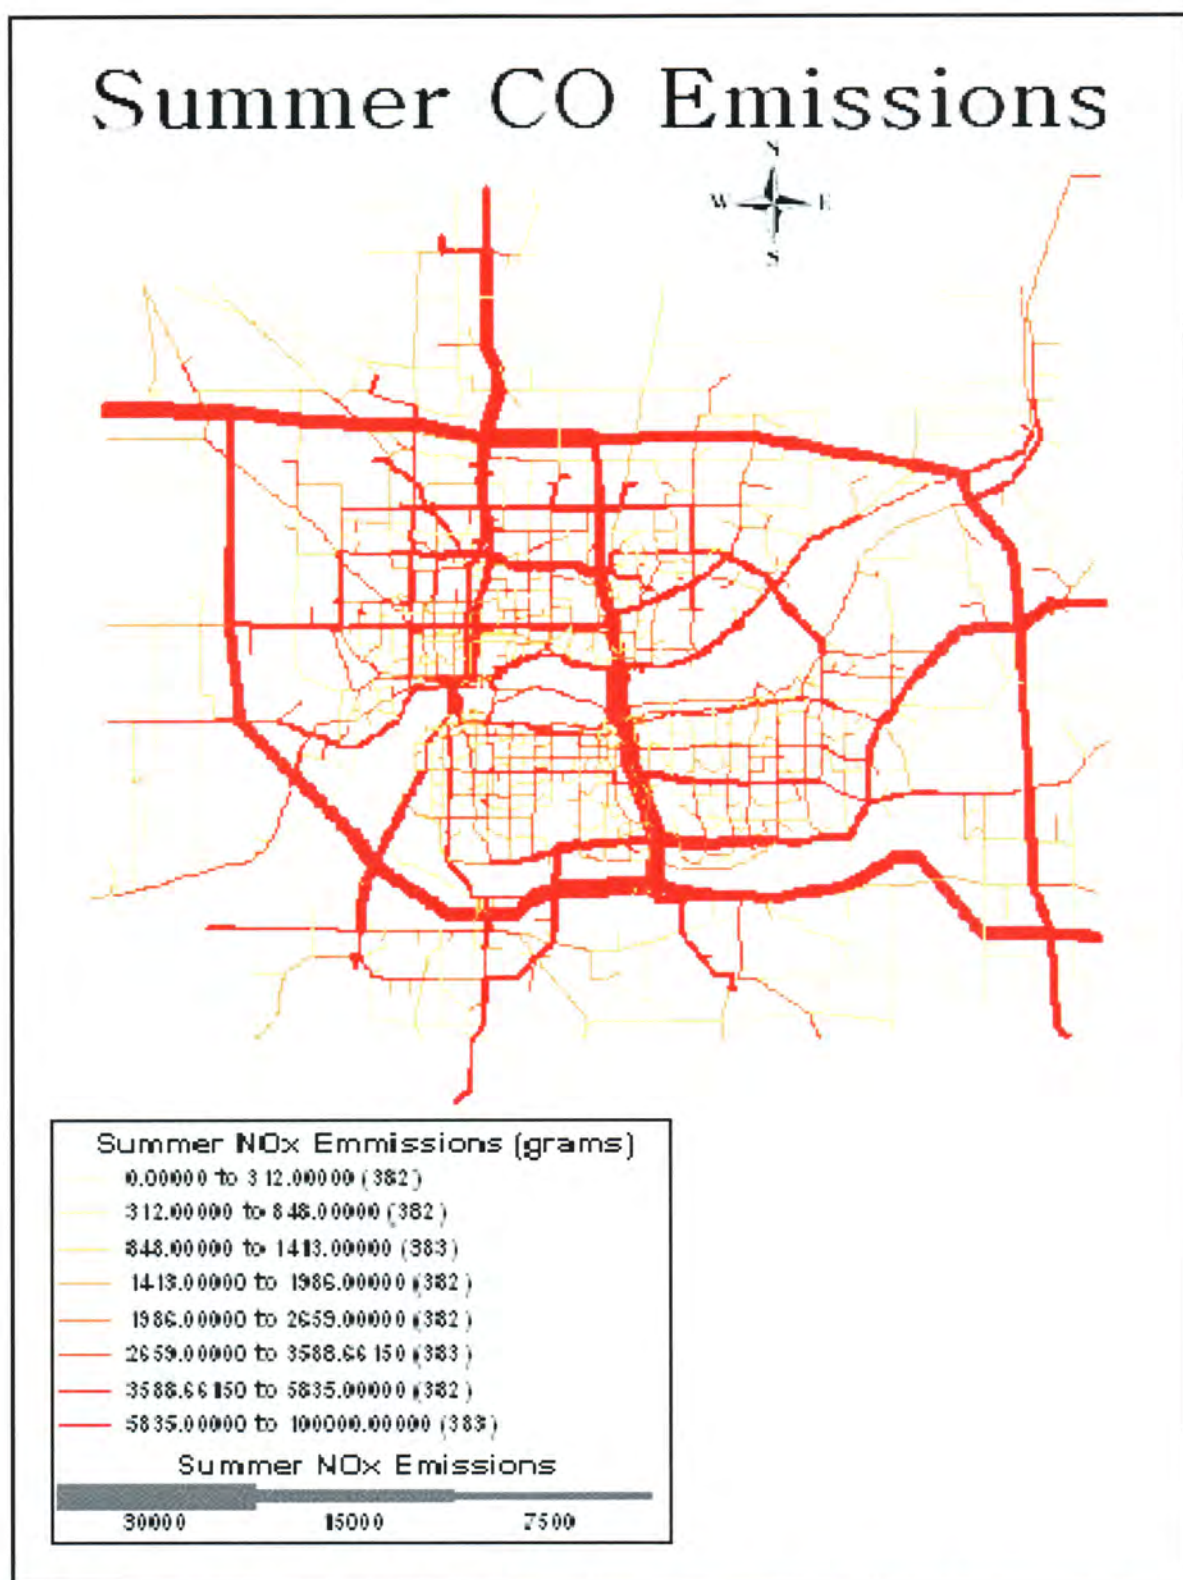 Summer CO Emissions
N
W E
S
Summer NOx Emmissions (grams)
0.00000 to 312.00000 (382)
312.00000 to 848.00000 (382)
848.00000 to 1413.00000 (383)
1413.00000 to 1986.00000 (382)
1986.00000 to 2659.00000 (382)
2659.00000 to 3588.66150 (383)
3588.66150 to 5835.00000 (382)
5835.00000 to 100000.00000 (383)
Summer NOx Emissions
30000 15000 7500